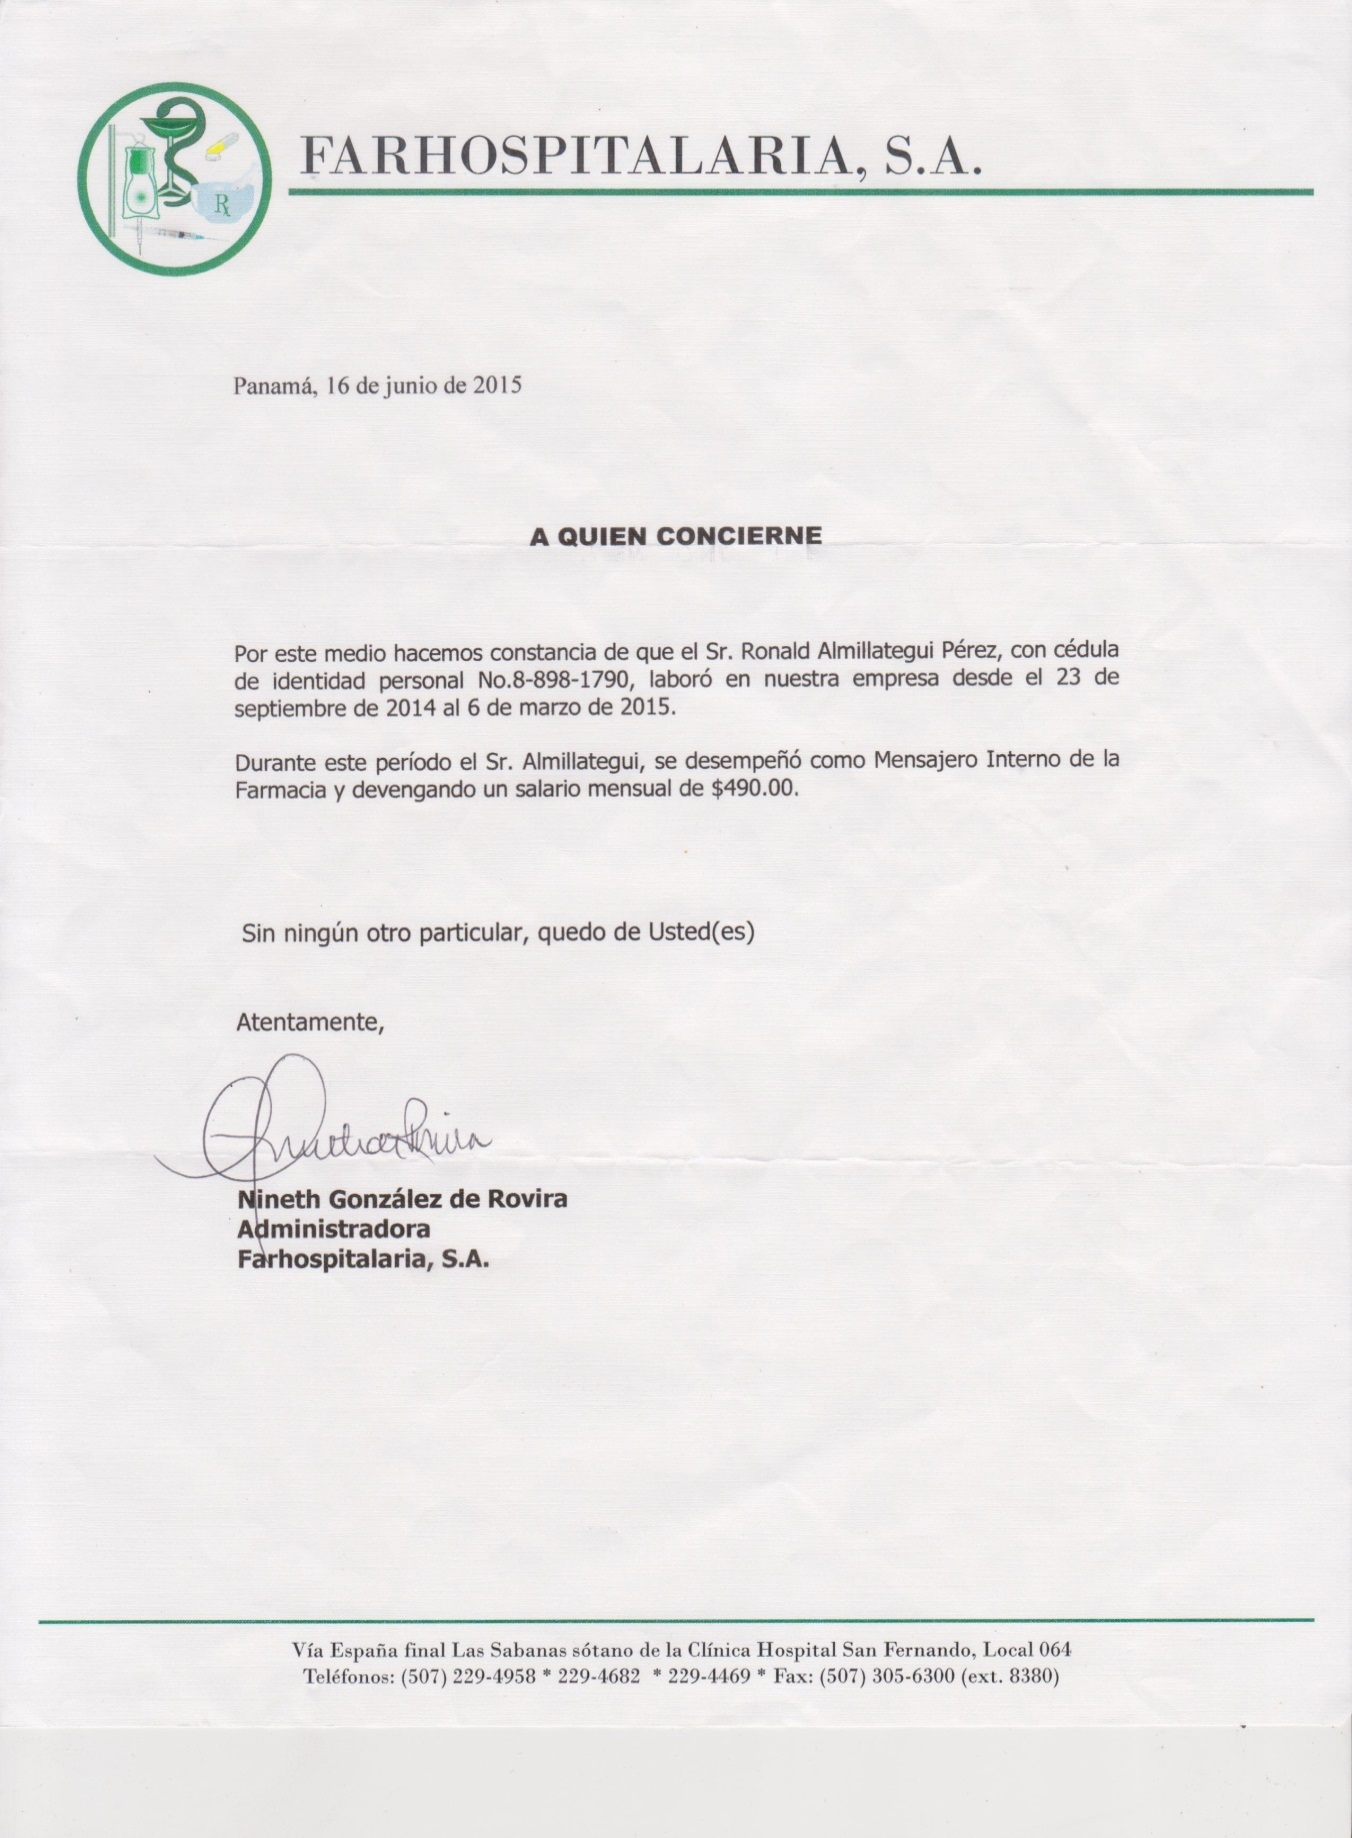 FARHOSPITALARIA, S.A.
R
Panamá, 16 de junio de 2015
A QUIEN CONCIERNE
Por este medio hacemos constancia de que el Sr. Ronald Almillategui Pérez, con cédula
de identidad personal No.8-898-1790, laboró en nuestra empresa desde el 23 de
septiembre de 2014 al 6 de marzo de 2015.
Durante este período el Sr. Almillategui, se desempeñó como Mensajero Interno de la
Farmacia y devengando un salario mensual de $490.00.
Sin ningún otro particular, quedo de Usted(es)
Atentamente,
Nineth González de Rovira
Administradora
Farhospitalaria, S.A.
Vía España final Las Sabanas sótano de la Clínica Hospital San Fernando, Local 064
Teléfonos: (507) 229-4958 * 229-4682 * 229-4469 * Fax: (507) 305-6300 (ext. 8380)